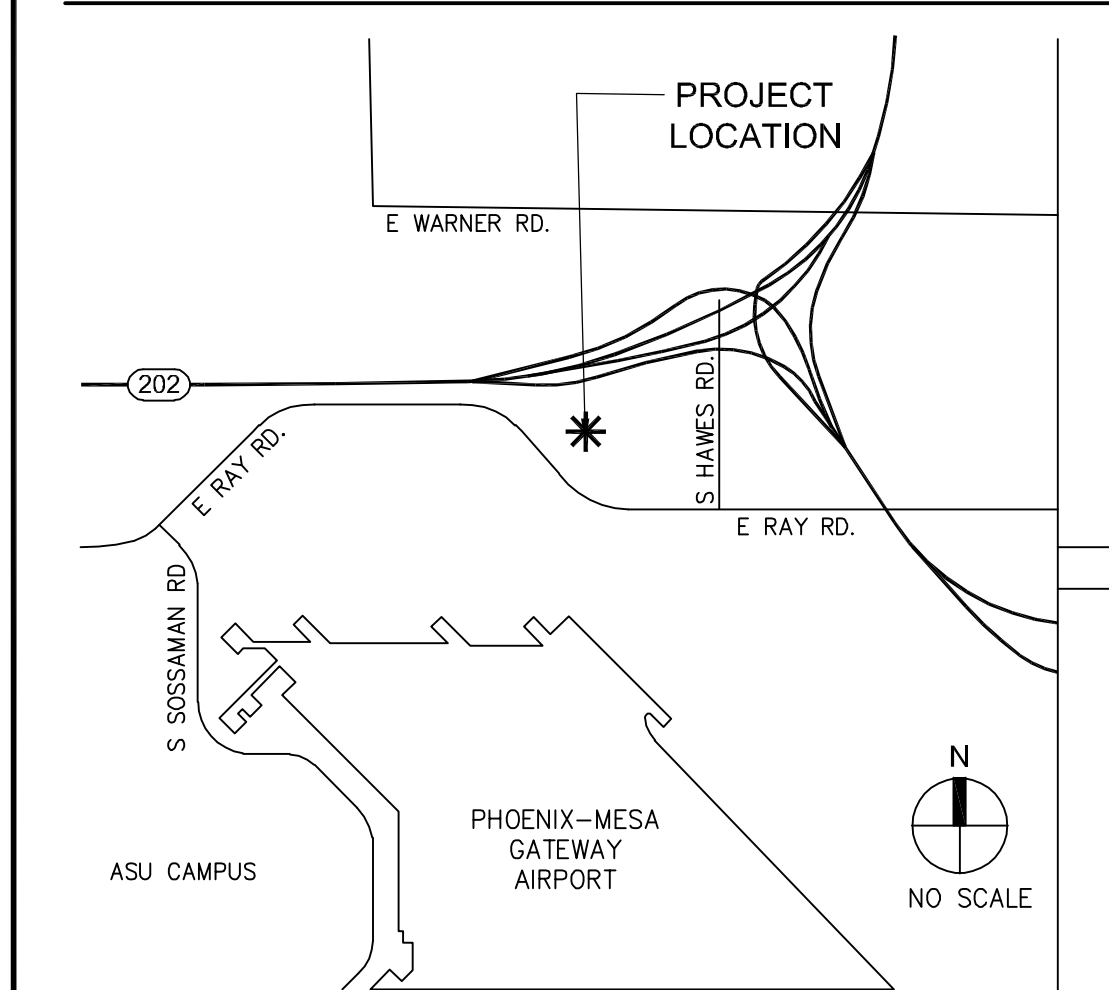 PROJECT
LOCATION
E WARNER RD.
202
S HAWES RD.
E RAY RD.
E RAY RD.
S SOSSAMAN RD
N
PHOENIX-MESA
GATEWAY
AIRPORT
ASU CAMPUS
NO SCALE